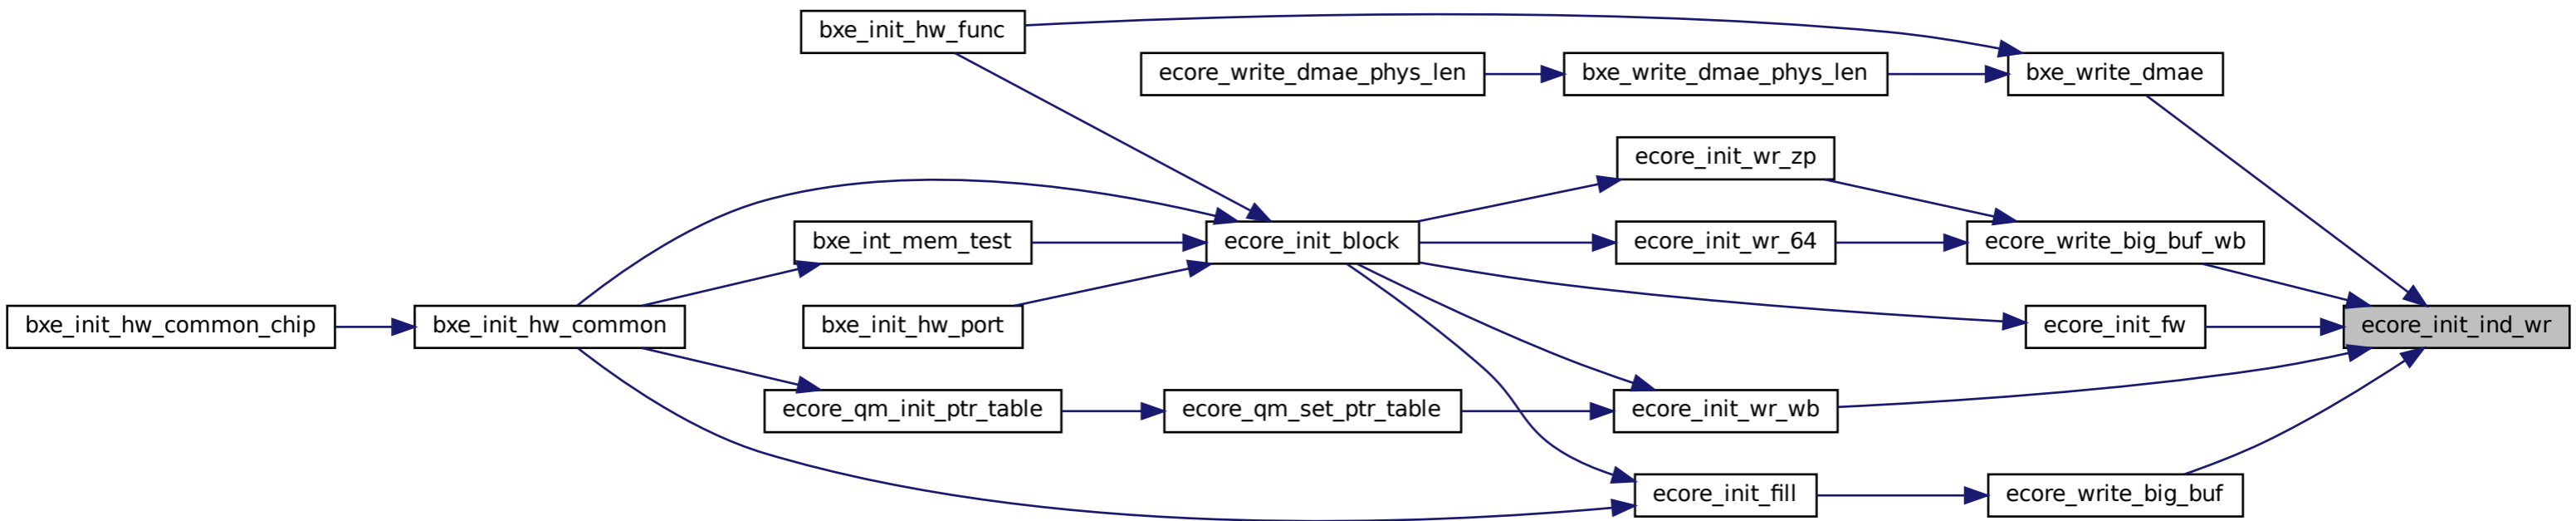 bxe_init_hw_func
ecore_write_dmae_phys_len
bxe_write_dmae_phys_len
bxe_write_dmae
ecore_init_wr_zp
bxe_int_mem_test
ecore_init_block
ecore_init_wr_64
ecore_write_big_buf_wb
bxe_init_hw_common_chip
bxe_init_hw_common
bxe_init_hw_port
ecore_init_fw
ecore_init_ind_wr
ecore_qm_init_ptr_table
ecore_qm_set_ptr_table
ecore_init_wr_wb
ecore_init_fill
ecore_write_big_buf